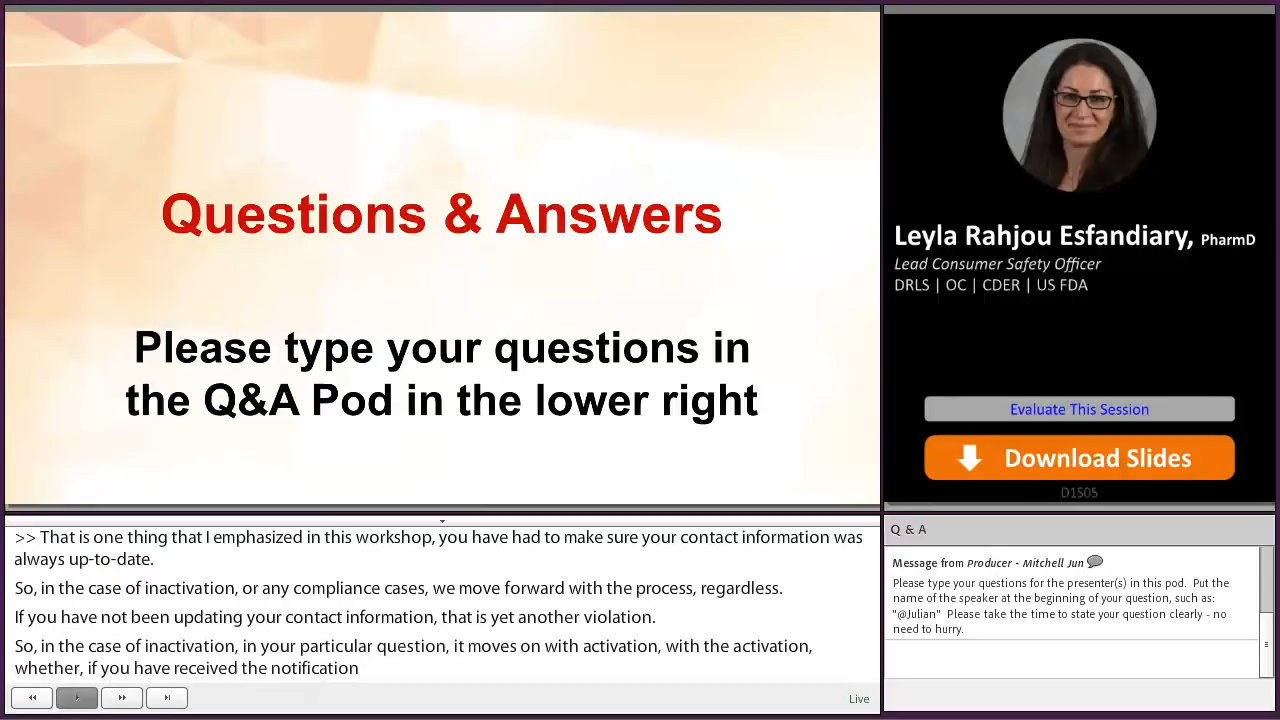 Questions & Answers
Please type your questions in
the Q&A Pod in the lower right
Leyla Rahjou Esfandiary, PharmD
Lead Consumer Safety Officer
DRLS | OC | CDER | US FDA
Evaluate This Session
Download Slides
D1S05
>> That is one thing that I emphasized in this workshop, you have had to make sure your contact information was
always up-to-date.
So, in the case of inactivation, or any compliance cases, we move forward with the process, regardless.
If you have not been updating your contact information, that is yet another violation.
So, in the case of inactivation, in your particular question, it moves on with activation, with the activation,
whether, if you have received the notification
Live
Q & A
Message from Producer - Mitchell Jun
Please type your questions for the presenter(s) in this pod. Put the
name of the speaker at the beginning of your question, such as:
"@Julian" Please take the time to state your question clearly - no
need to hurry.